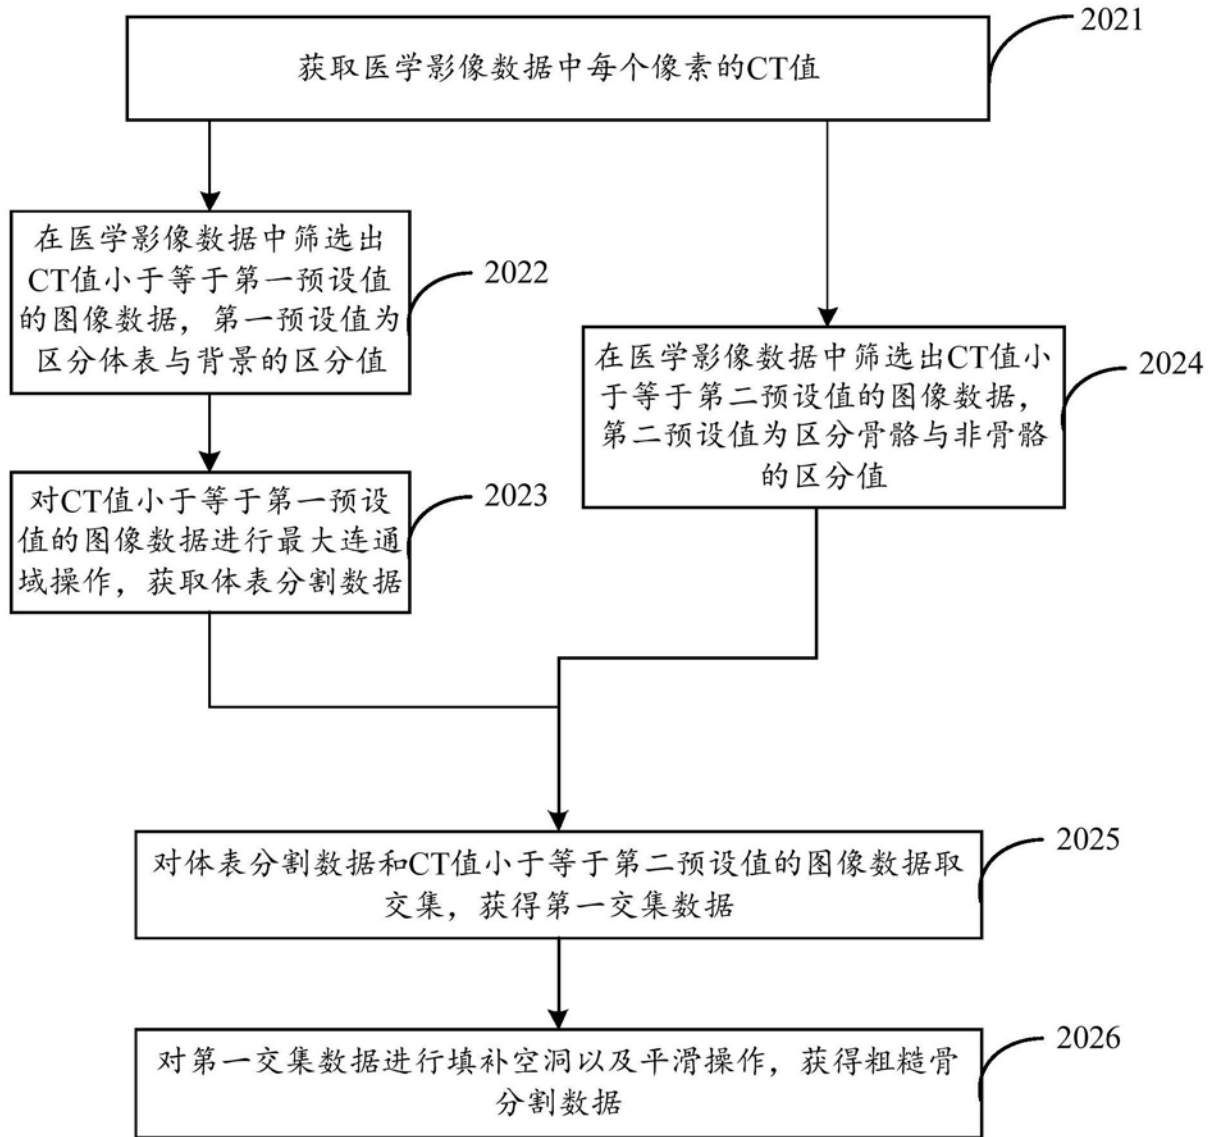 2021
获取医学影像数据中每个像素的CT值
在医学影像数据中筛选出
CT值小于等于第一预设值
的图像数据，第一预设值为
区分体表与背景的区分值
2022
在医学影像数据中筛选出CT值小
于等于第二预设值的图像数据，
第二预设值为区分骨骼与非骨骼
的区分值
2024
对CT值小于等于第一预设
值的图像数据进行最大连通
域操作，获取体表分割数据
2023
对体表分割数据和CT值小于等于第二预设值的图像数据取
交集，获得第一交集数据
2025
对第一交集数据进行填补空洞以及平滑操作，获得粗糙骨
分割数据
2026